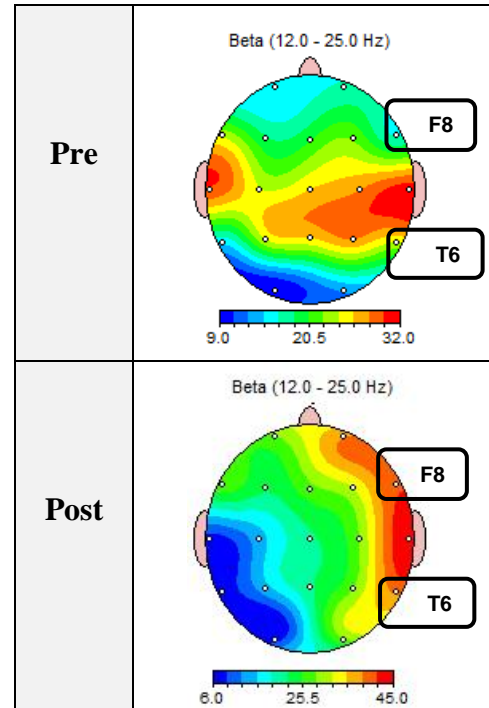 Beta (12.0 - 25.0 Hz)
F8
Pre
T6
9.0 20.5 32.0
Beta (12.0 - 25.0 Hz)
F8
Post
T6
6.0 25.5 45.0